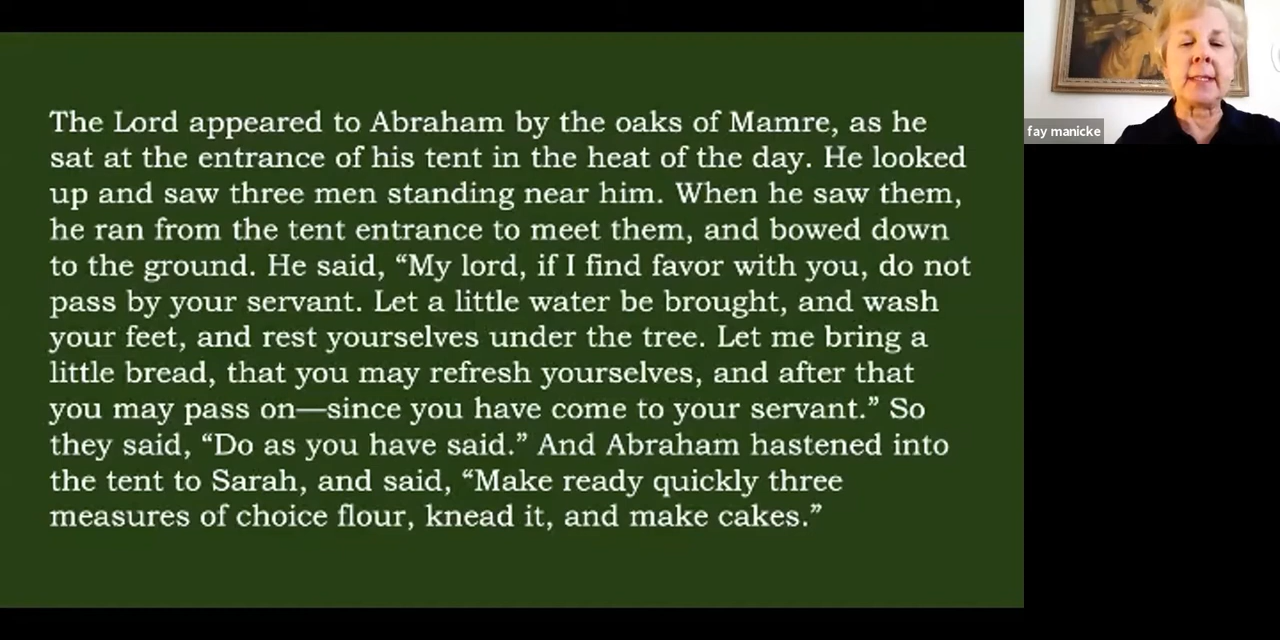 The Lord appeared to Abraham by the oaks of Mamre, as he
sat at the entrance of his tent in the heat of the day. He looked
up and saw three men standing near him. When he saw them,
he ran from the tent entrance to meet them, and bowed down
to the ground. He said, “My lord, if I find favor with you, do not
pass by your servant. Let a little water be brought, and wash
your feet, and rest yourselves under the tree. Let me bring a
little bread, that you may refresh yourselves, and after that
you may pass on—since you have come to your servant.” So
they said, “Do as you have said.” And Abraham hastened into
the tent to Sarah, and said, “Make ready quickly three
measures of choice flour, knead it, and make cakes.”
fay manicke